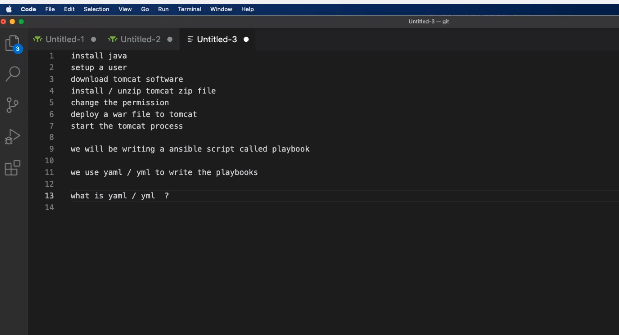 Code File Edit Selection View Go Run Terminal Window Help
Untitled-3 — git
Untitled-1 Untitled-2 Untitled-3
3
1 install java
2 setup a user
3 download tomcat software
4 install / unzip tomcat zip file
5 change the permission
6 deploy a war file to tomcat
7 start the tomcat process
8
9 we will be writing a ansible script called playbook
10
11 we use yaml / yml to write the playbooks
12
13 what is yaml / yml ?
14